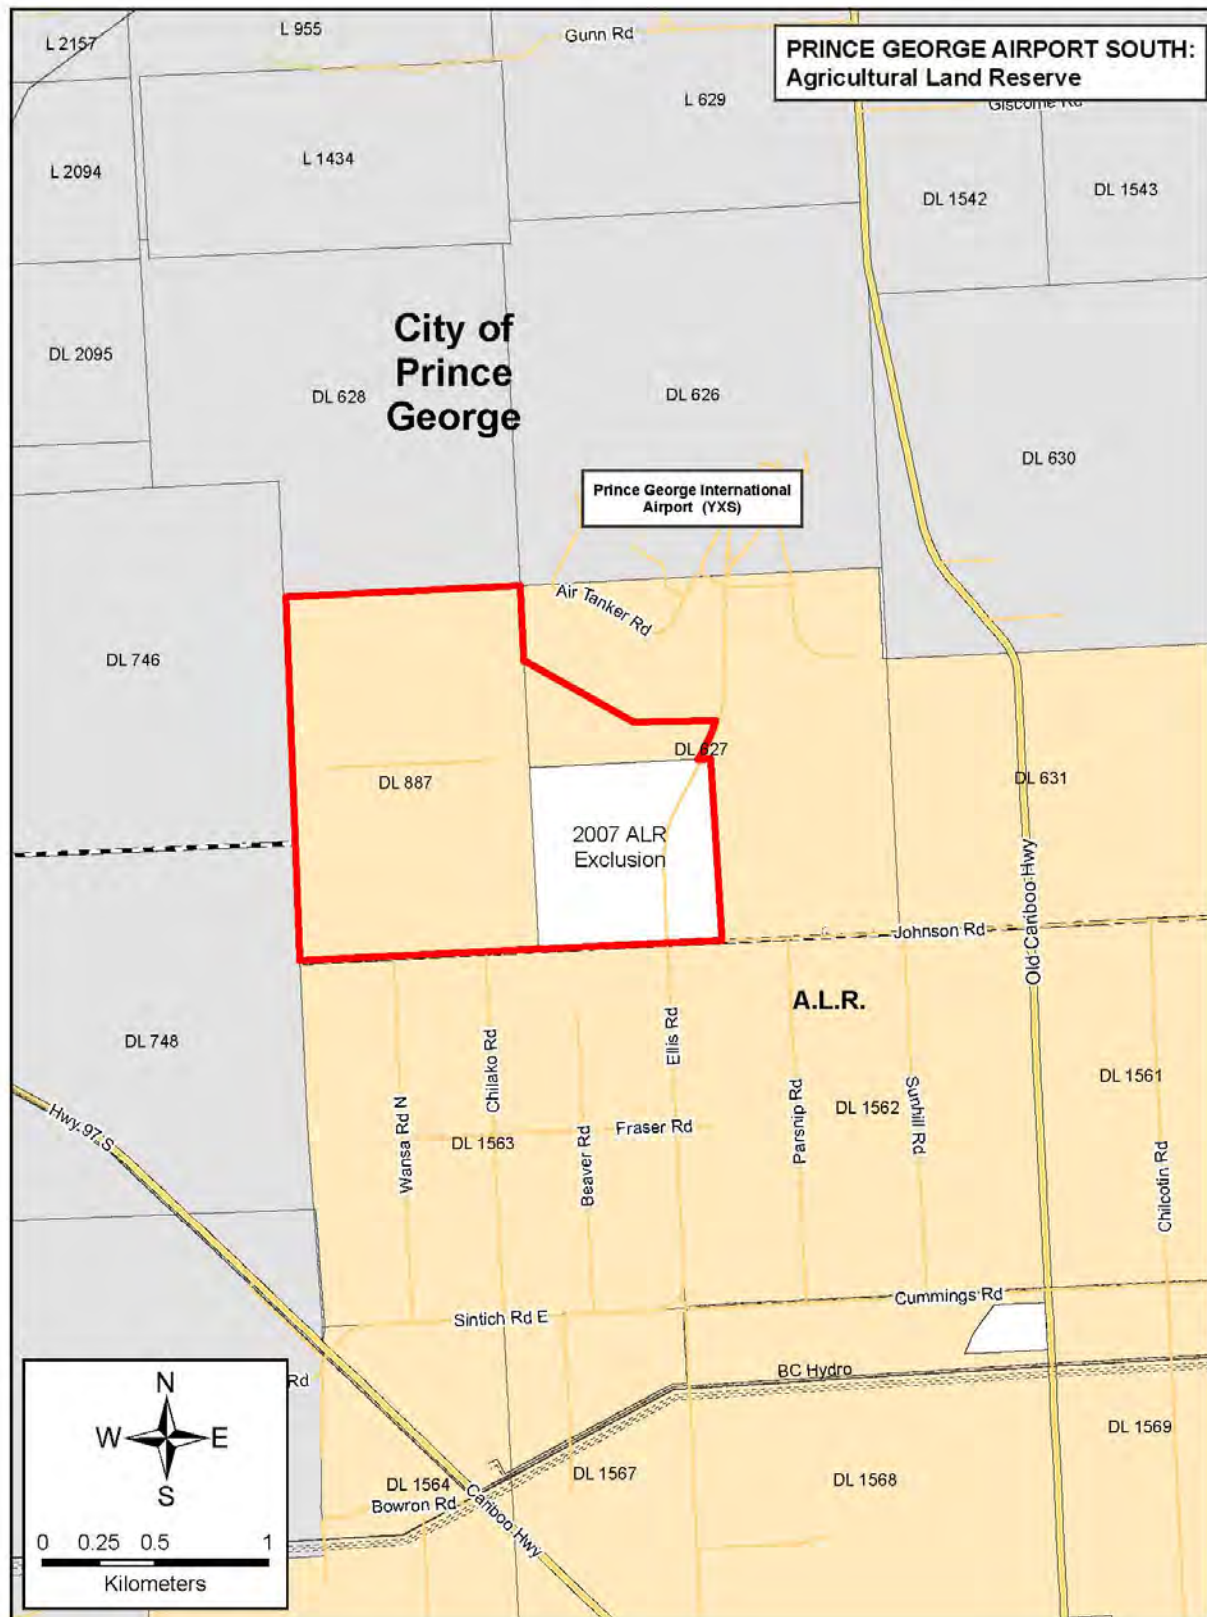 L 2157
L 955
Gunn Rd
PRINCE GEORGE AIRPORT SOUTH:
Agricultural Land Reserve
L 629
Giscome Rd
L 1434
L 2094
DL 1542
DL 1543
City of
Prince
George
DL 2095
DL 628
DL 626
DL 630
Prince George International
Airport (YXS)
Air Tanker Rd
DL 746
DL 627
DL 887
DL 631
2007 ALR
Exclusion
Johnson Rd
Old Cariboo Hwy
A.L.R.
DL 748
Wansa Rd N
Chilako Rd
Beaver Rd
Ellis Rd
Parsnip Rd
Sunhill Rd
DL 1561
DL 1562
Fraser Rd
DL 1563
Chilcotin Rd
Hwy 97 S
Cummings Rd
Sintich Rd E
BC Hydro
Rd
DL 1569
DL 1567
DL 1568
DL 1564
Bowron Rd
Cariboo Hwy
N
W
E
S
0 0.25 0.5 1
Kilometers